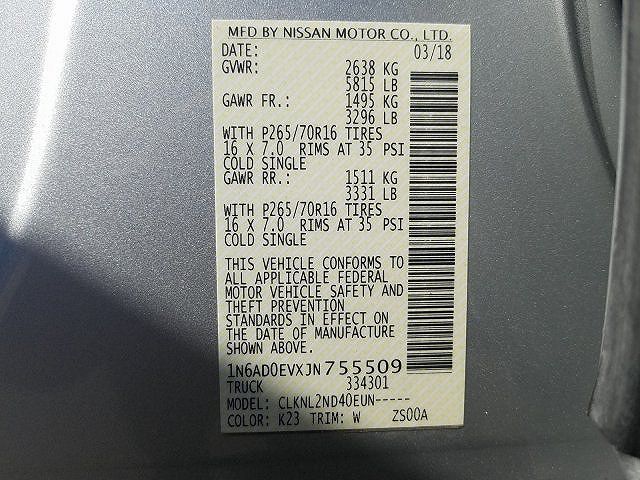 MFD BY NISSAN MOTOR CO., LTD.
DATE: 03/18
GVWR: 2638 KG
5815 LB
GAWR FR.: 1495 KG
3296 LB
WITH P265/70R16 TIRES
16 X 7.0 RIMS AT 35 PSI
COLD SINGLE
GAWR RR.: 1511 KG
3331 LB
WITH P265/70R16 TIRES
16 X 7.0 RIMS AT 35 PSI
COLD SINGLE
THIS VEHICLE CONFORMS TO
ALL APPLICABLE FEDERAL
MOTOR VEHICLE SAFETY AND
THEFT PREVENTION
STANDARDS IN EFFECT ON
THE DATE OF MANUFACTURE
SHOWN ABOVE.
1N6AD0EVXJN755509
TRUCK 334301
MODEL: CLKNL2ND40EUN-----
COLOR: K23 TRIM: W ZS00A